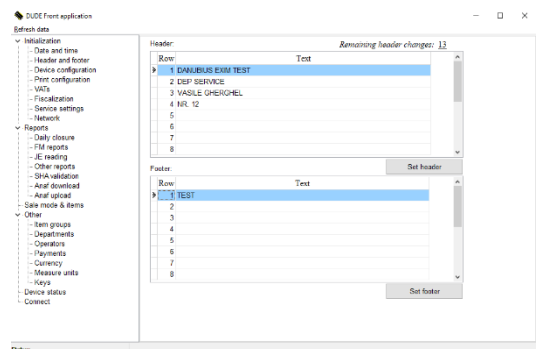 DUDE Front application
Refresh data
Initialization
Date and time
Header and footer
Device configuration
Print configuration
VATs
Fiscalization
Service settings
Network
Reports
Daily closure
FM reports
JE reading
Other reports
SHA validation
Anaf download
Anaf upload
Sale mode & items
Other
Item groups
Departments
Operators
Payments
Currency
Measure units
Keys
Device status
Connect
Header:
Remaining header changes: 13
Row Text
1 DANUBIUS EXIM TEST
2 DEP SERVICE
3 VASILE GHERGHEL
4 NR. 12
5
6
7
8
Set header
Footer:
Row Text
1 TEST
2
3
4
5
6
7
8
Set footer